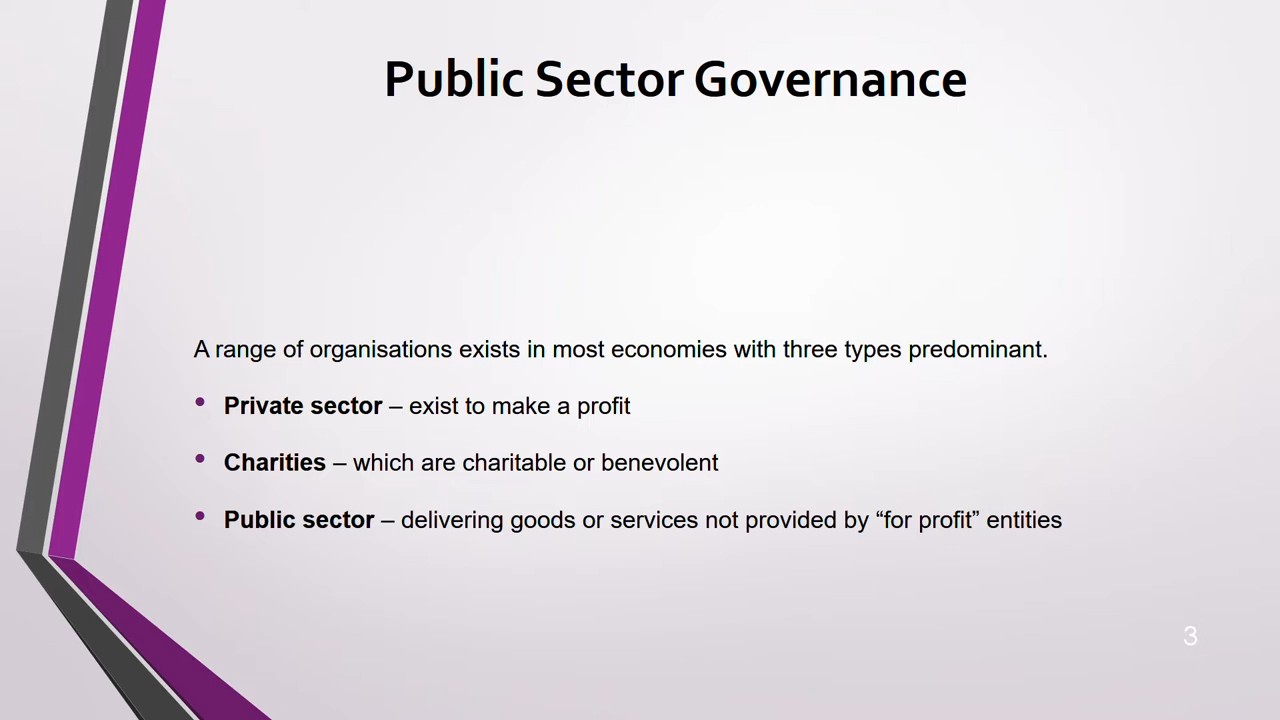 Public Sector Governance
A range of organisations exists in most economies with three types predominant.
• Private sector – exist to make a profit
• Charities – which are charitable or benevolent
• Public sector – delivering goods or services not provided by “for profit” entities
3